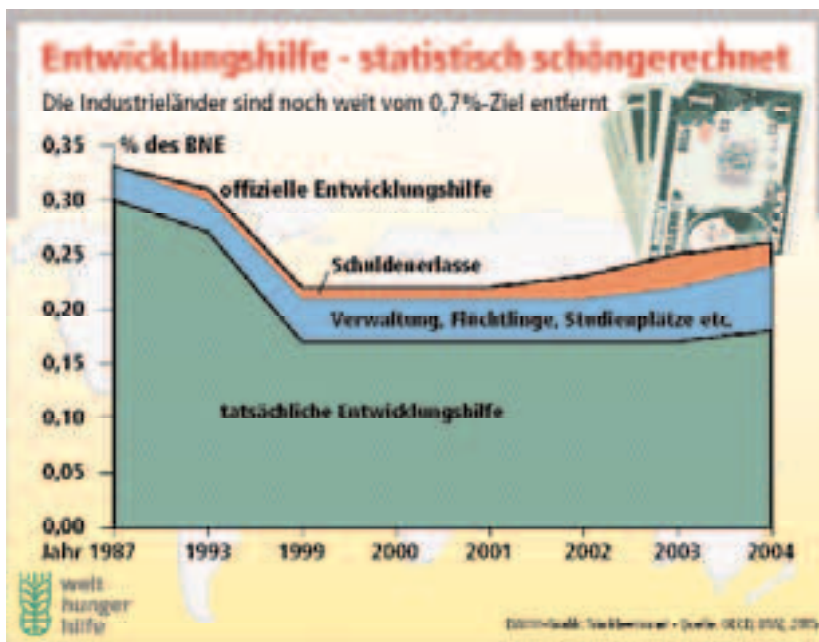 Entwicklungshilfe - statistisch schöngerechnet
Die Industrieländer sind noch weit vom 0,7%-Ziel entfernt
0,35 % des BNE
offizielle Entwicklungshilfe
0,30
0,25
Schuldenerlasse
0,20
Verwaltung, Flüchtlinge, Studienplätze etc.
0,15
tatsächliche Entwicklungshilfe
0,10
0,05
0,00
Jahr 1987 1993 1999 2000 2001 2002 2003 2004
welt
hunger
hilfe
Quelle: OECD